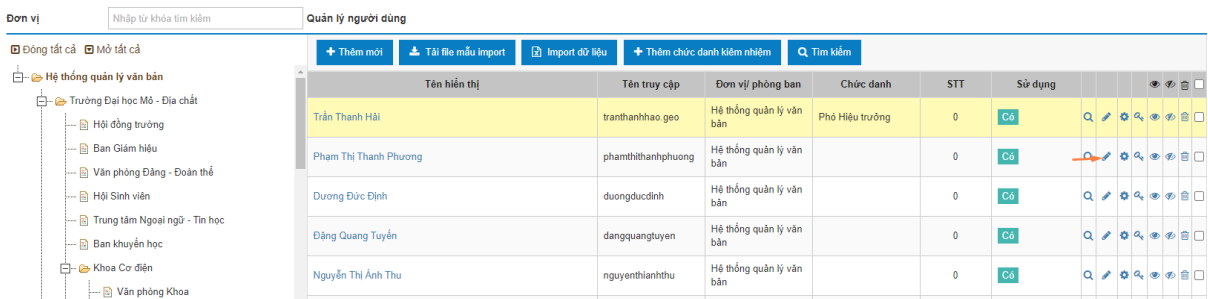 Đơn vị
Nhập từ khóa tìm kiếm
Quản lý người dùng
Đóng tất cả Mở tất cả
Hệ thống quản lý văn bản
Trường Đại học Mỏ - Địa chất
Hội đồng trường
Ban Giám hiệu
Văn phòng Đảng - Đoàn thể
Hội Sinh viên
Trung tâm Ngoại ngữ - Tin học
Ban khuyến học
Khoa Cơ điện
Văn phòng Khoa
Thêm mới Tải file mẫu import Import dữ liệu Thêm chức danh kiêm nhiệm Tìm kiếm
Tên hiển thị Tên truy cập Đơn vị/ phòng ban Chức danh STT Sử dụng
Trần Thanh Hải tranthanhhao.geo Hệ thống quản lý văn bản Phó Hiệu trưởng 0 Có
Phạm Thị Thanh Phương phamthithanhphuong Hệ thống quản lý văn bản 0 Có
Dương Đức Định duongducdinh Hệ thống quản lý văn bản 0 Có
Đặng Quang Tuyển dangquangtuyen Hệ thống quản lý văn bản 0 Có
Nguyễn Thị Ánh Thu nguyenthianhthu Hệ thống quản lý văn bản 0 Có